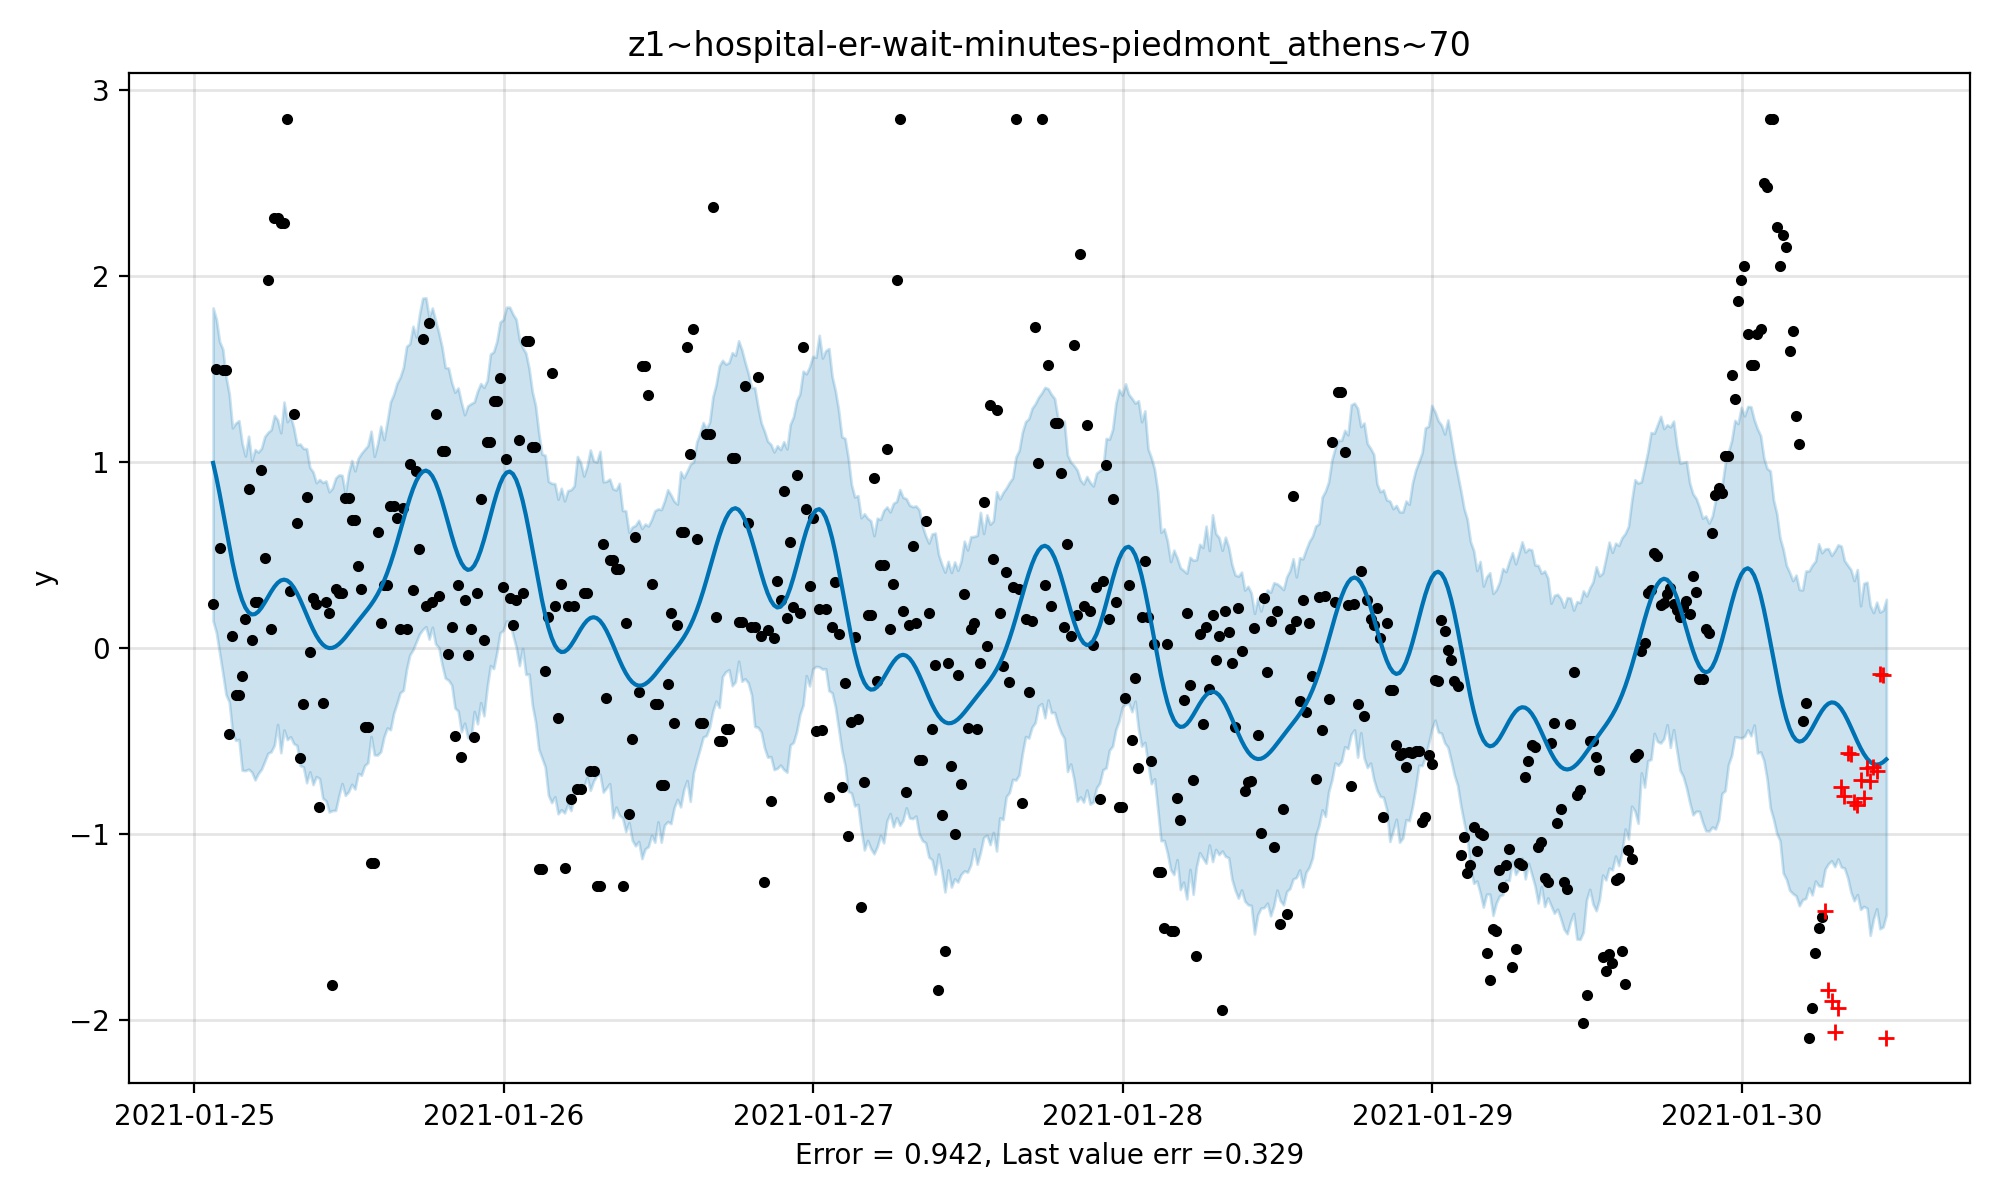 z1~hospital-er-wait-minutes-piedmont_athens~70
3
2
1
0
−1
−2
y
2021-01-25 2021-01-26 2021-01-27 2021-01-28 2021-01-29 2021-01-30
Error = 0.942, Last value err =0.329